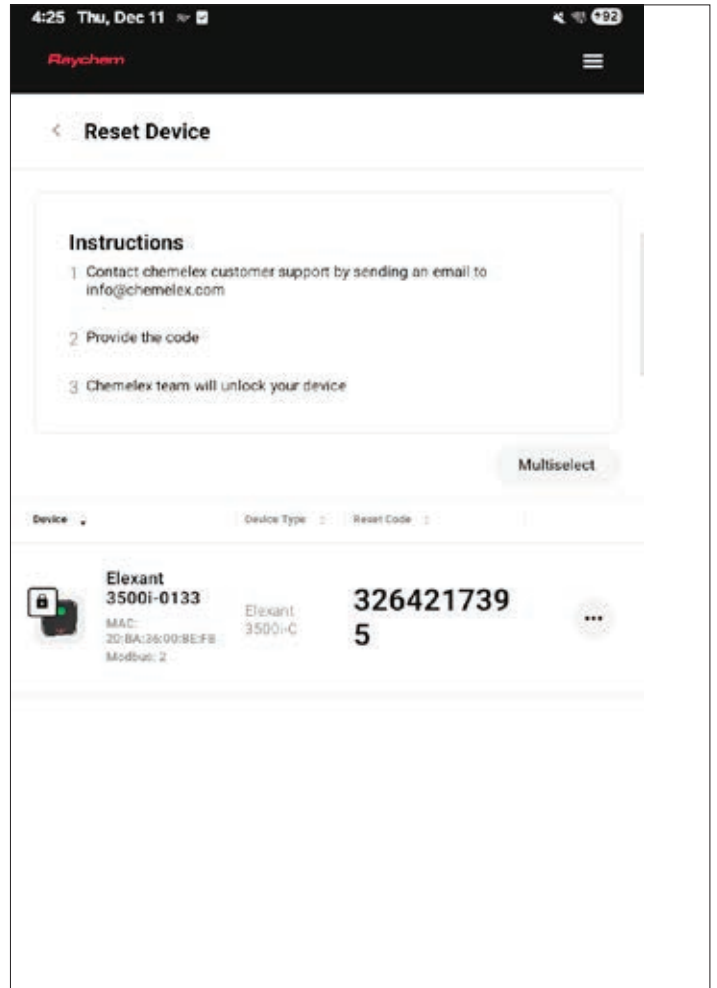 4:25 Thu, Dec 11
92
Raychem
Reset Device
Instructions
1 Contact chemelex customer support by sending an email to
info@chemelex.com
2 Provide the code
3 Chemelex team will unlock your device
Multiselect
Device
Device Type
Reset Code
Elexant
3500i-0133
MAC:
20:BA:36:00:8E:FB
Modbus: 2
Elexant
3500i-C
326421739
5